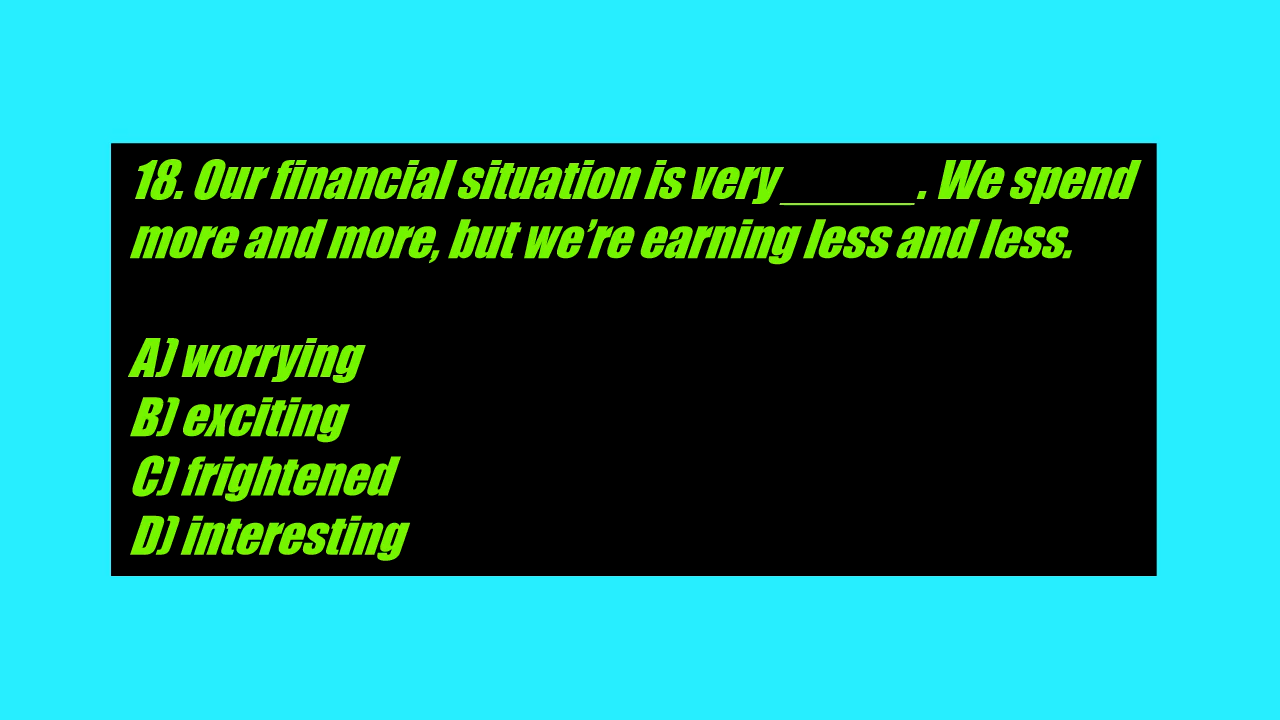 18. Our financial situation is very ______. We spend
more and more, but we’re earning less and less.
A) worrying
B) exciting
C) frightened
D) interesting